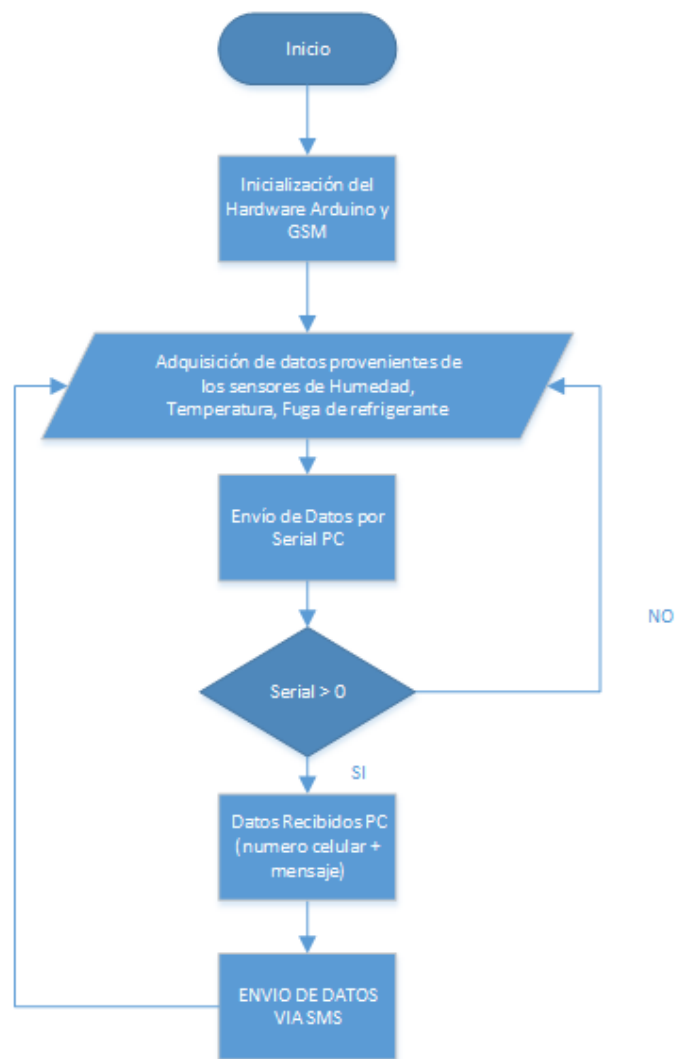 Inicio
Inicialización del
Hardware Arduino y
GSM
Adquisición de datos provenientes de
los sensores de Humedad,
Temperatura, Fuga de refrigerante
Envío de Datos por
Serial PC
NO
Serial > 0
SI
Datos Recibidos PC
(numero celular +
mensaje)
ENVIO DE DATOS
VIA SMS